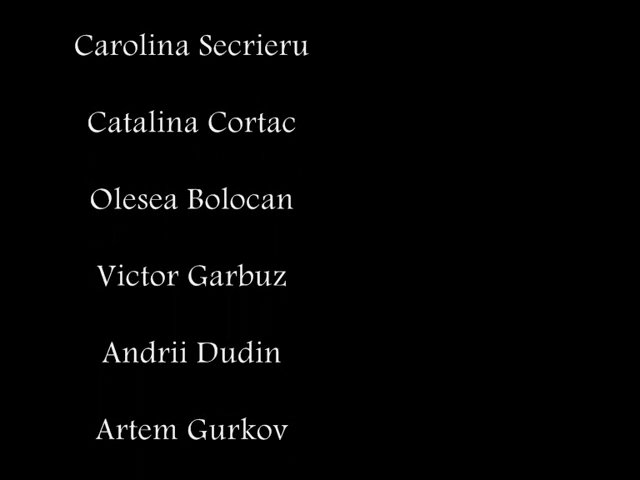 Carolina Secrieru
Catalina Cortac
Olesea Bolocan
Victor Garbuz
Andrii Dudin
Artem Gurkov